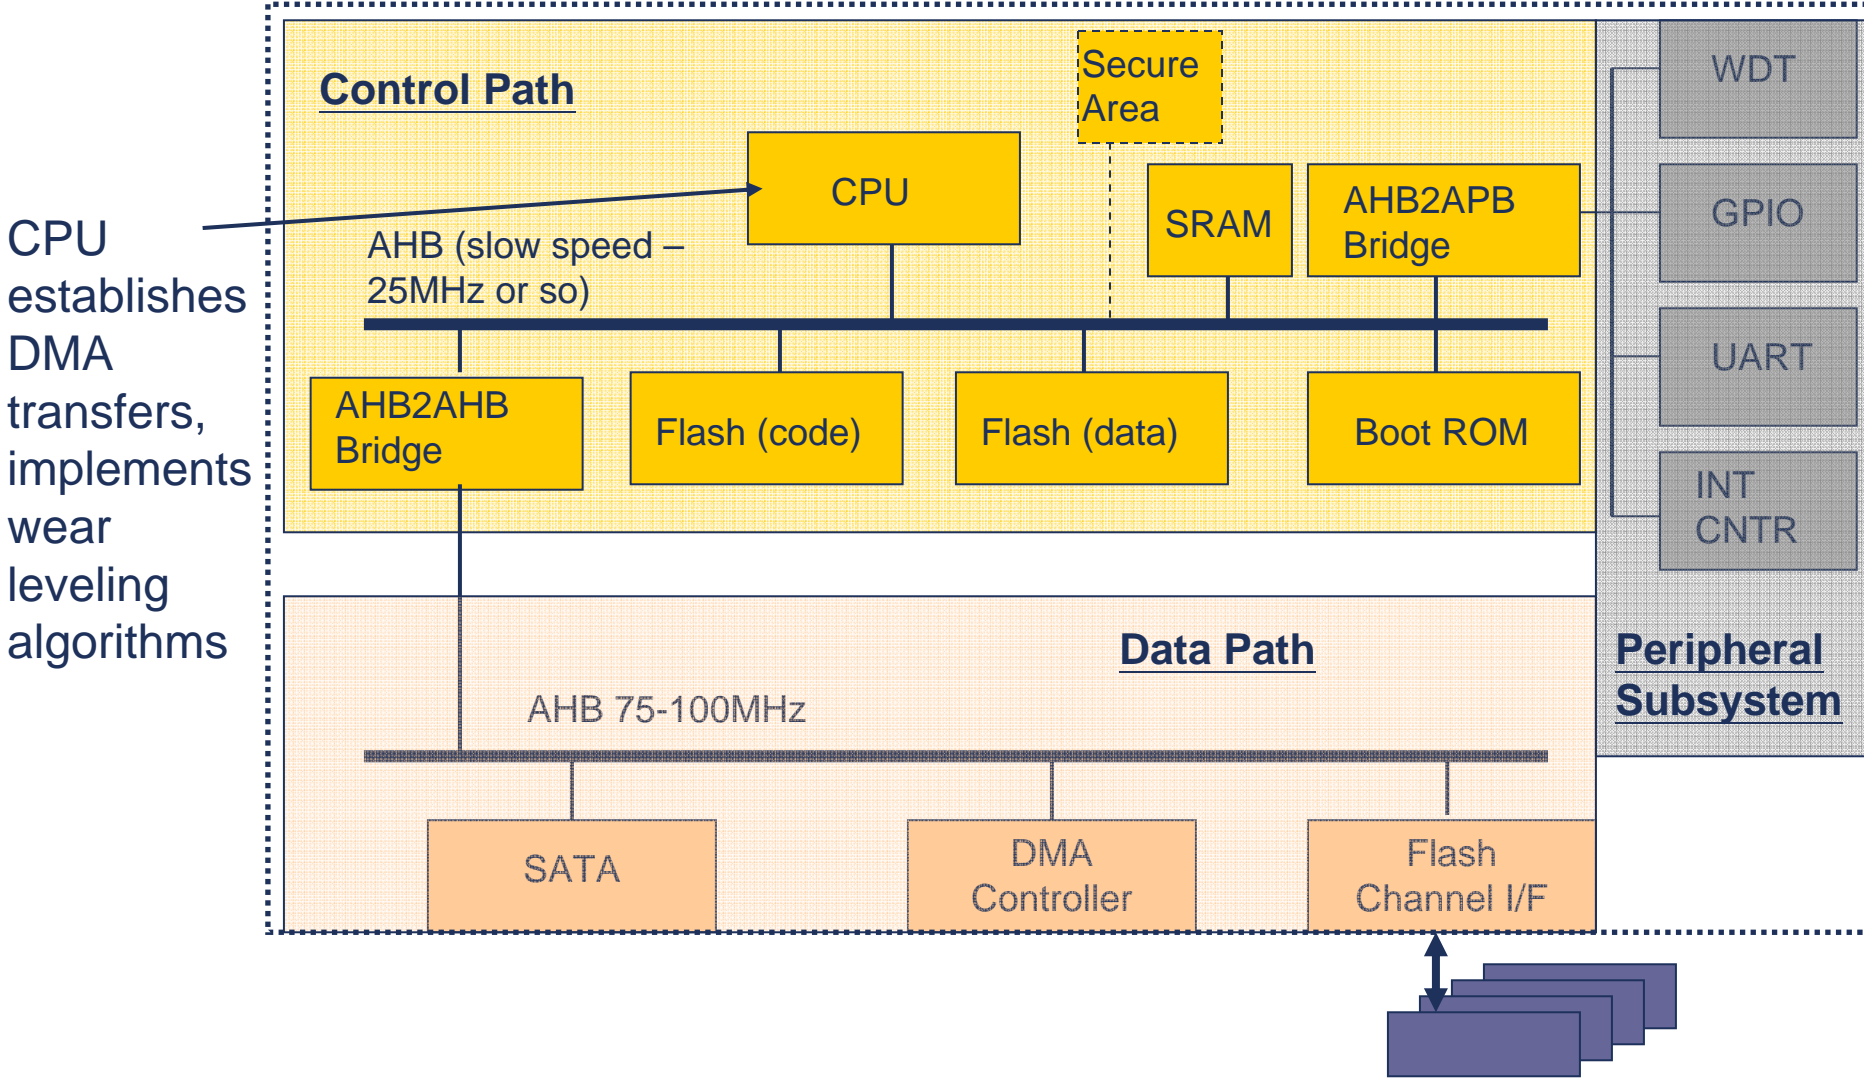 Control Path
Secure
Area
CPU
SRAM
AHB2APB
Bridge
AHB (slow speed –
25MHz or so)
AHB2AHB
Bridge
Flash (code)
Flash (data)
Boot ROM
CPU
establishes
DMA
transfers,
implements
wear
leveling
algorithms
WDT
GPIO
UART
INT
CNTR
Peripheral
Subsystem
Data Path
AHB 75-100MHz
SATA
DMA
Controller
Flash
Channel I/F